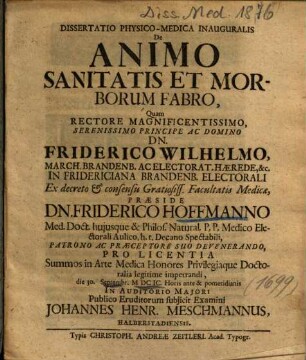 Diss. Med. 1876
DISSERTATIO PHYSICO-MEDICA INAUGURALIS
De
ANIMO
SANITATIS ET MOR-
BORUM FABRO,
Quam
RECTORE MAGNIFICENTISSIMO,
SERENISSIMO PRINCIPE AC DOMINO
DN.
FRIDERICO WILHELMO,
MARCH. BRANDENB. AC ELECTORAT. HÆREDE, &c.
IN FRIDERICIANA BRANDENB. ELECTORALI
Ex decreto & consensu Gratiosiss. Facultatis Medicæ,
PRÆSIDE
DN. FRIDERICO HOFFMANNO
Med. Doct. hujusque & Philos. Natural. P. P. Medico Ele-
ctorali Aulico, h. t. Decano Spectabili,
PATRONO AC PRÆCEPTORE SUO DEVENERANDO,
PRO LICENTIA
Summos in Arte Medica Honores Privilegiaque Docto-
ralia legitime impetrandi,
die 30. Septembr. M DC IC. Horis ante & pomeridianis
IN AUDITORIO MAJORI
Publico Eruditorum subjicit Examini
JOHANNES HENR. MESCHMANNUS,
HALBERSTADIENSIS.
1699.
Typis CHRISTOPH. ANDREÆ ZEITLERI, Acad. Typogr.